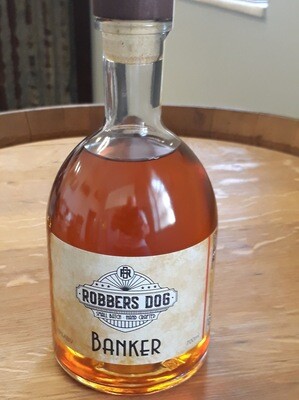 RD
ROBBERS DOG
SMALL BATCH HAND CRAFTED
BANKER